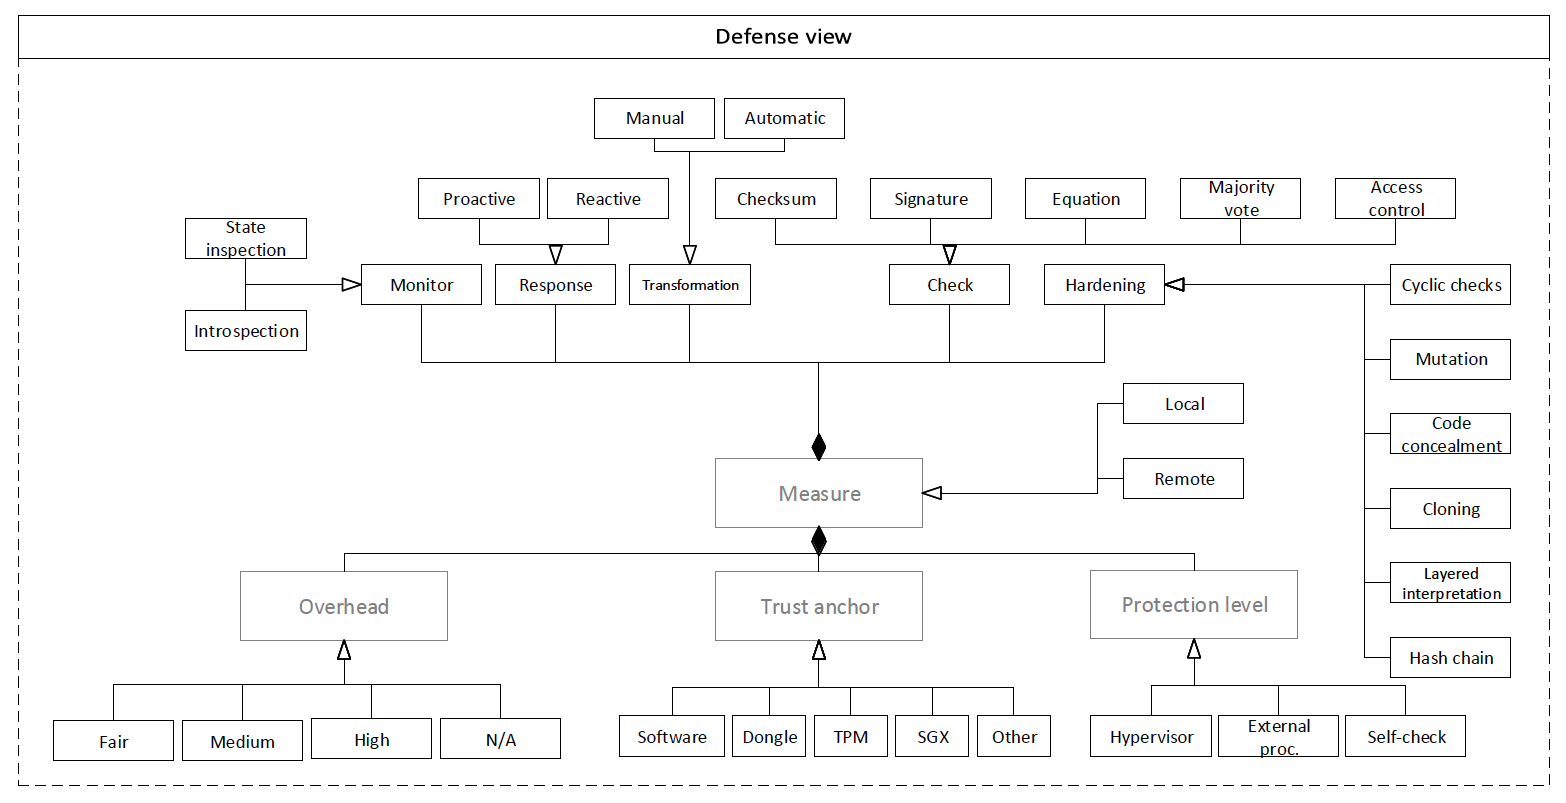 Defense view
Manual
Automatic
Proactive
Reactive
Checksum
Signature
Equation
Majority
vote
Access
control
State
inspection
Introspection
Monitor
Response
Transformation
Check
Hardening
Cyclic checks
Mutation
Code
concealment
Cloning
Layered
interpretation
Hash chain
Local
Remote
Measure
Overhead
Trust anchor
Protection level
Fair
Medium
High
N/A
Software
Dongle
TPM
SGX
Other
Hypervisor
External
proc.
Self-check